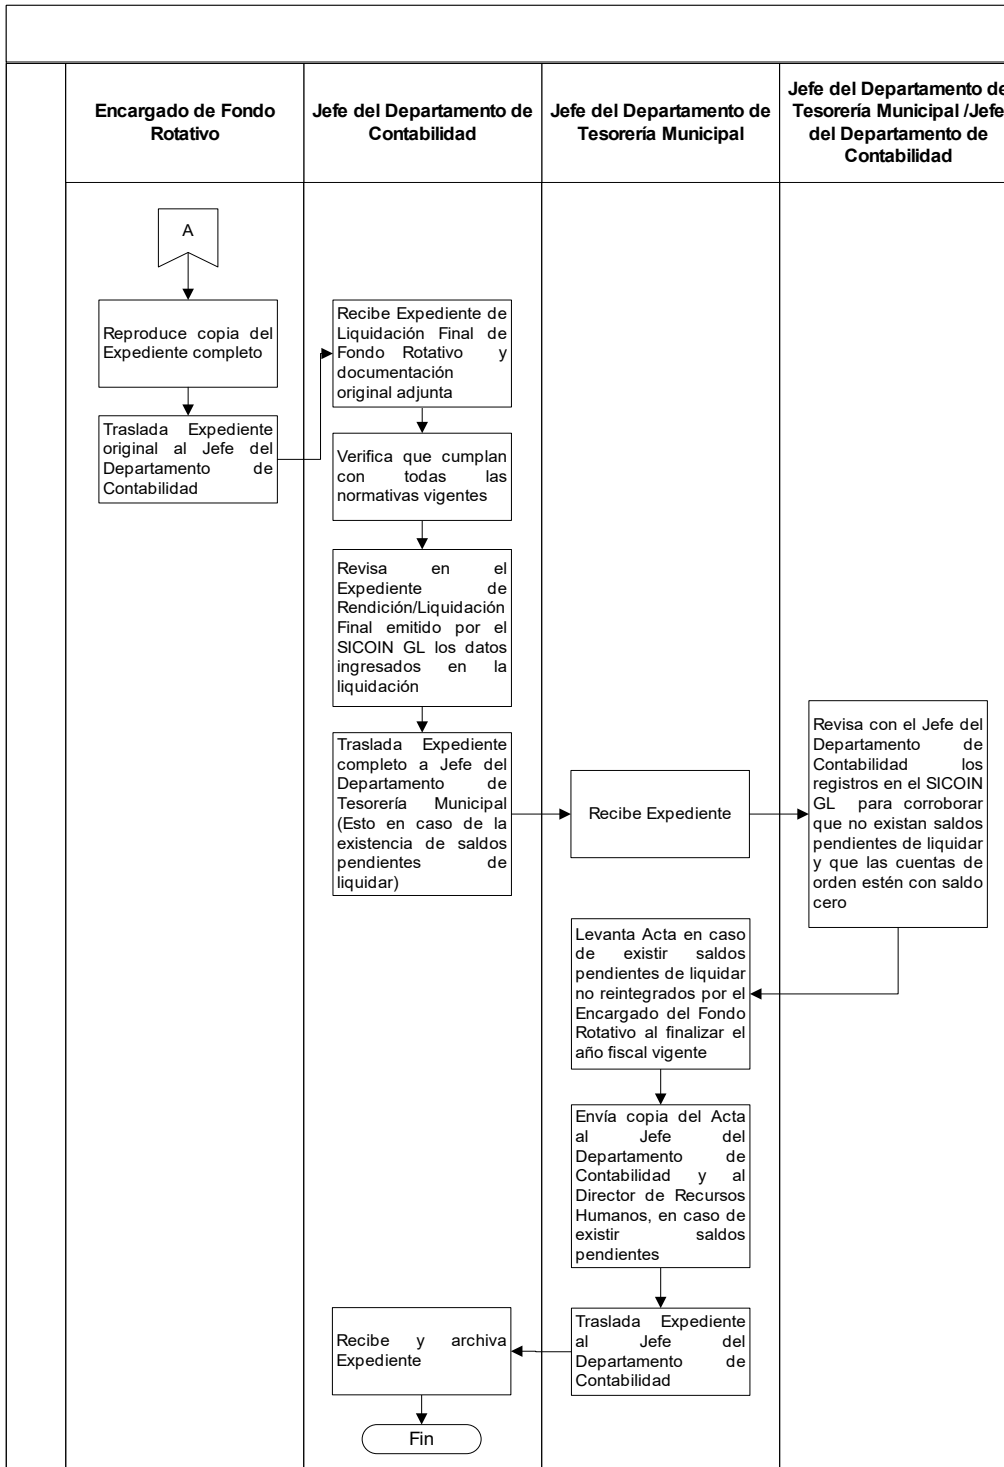 Encargado de Fondo
Rotativo
Jefe del Departamento de
Contabilidad
Jefe del Departamento de
Tesorería Municipal
Jefe del Departamento de
Tesorería Municipal /Jefe
del Departamento de
Contabilidad
A
Reproduce copia del
Expediente completo
Traslada Expediente
original al Jefe del
Departamento de
Contabilidad
Recibe Expediente de
Liquidación Final de
Fondo Rotativo y
documentación
original adjunta
Verifica que cumplan
con todas las
normativas vigentes
Revisa en el
Expediente de
Rendición/Liquidación
Final emitido por el
SICOIN GL los datos
ingresados en la
liquidación
Traslada Expediente
completo a Jefe del
Departamento de
Tesorería Municipal
(Esto en caso de la
existencia de saldos
pendientes de
liquidar)
Recibe Expediente
Revisa con el Jefe del
Departamento de
Contabilidad los
registros en el SICOIN
GL para corroborar
que no existan saldos
pendientes de liquidar
y que las cuentas de
orden estén con saldo
cero
Levanta Acta en caso
de existir saldos
pendientes de liquidar
no reintegrados por el
Encargado del Fondo
Rotativo al finalizar el
año fiscal vigente
Envía copia del Acta
al Jefe del
Departamento de
Contabilidad y al
Director de Recursos
Humanos, en caso de
existir saldos
pendientes
Traslada Expediente
al Jefe del
Departamento de
Contabilidad
Recibe y archiva
Expediente
Fin